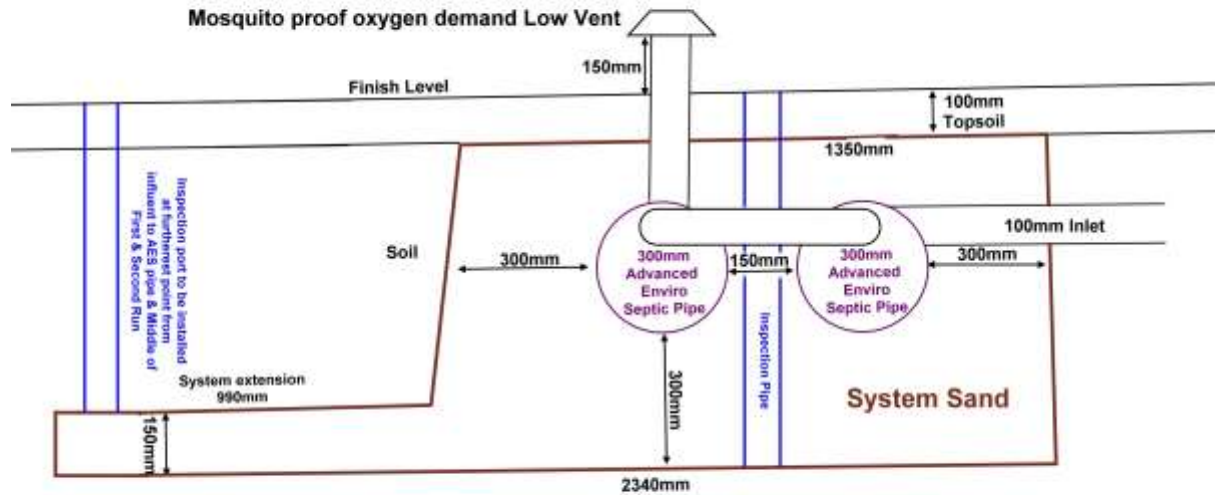 Mosquito proof oxygen demand Low Vent
150mm
Finish Level
100mm
Topsoil
1350mm
Inspection port to be installed
at furtherest point from
influent to AES pipe & Middle of
First & Second Run
Soil
300mm
300mm
Advanced
Enviro
Septic Pipe
150mm
300mm
Advanced
Enviro
Septic Pipe
100mm Inlet
300mm
System extension
990mm
150mm
300mm
Inspection Pipe
System Sand
2340mm